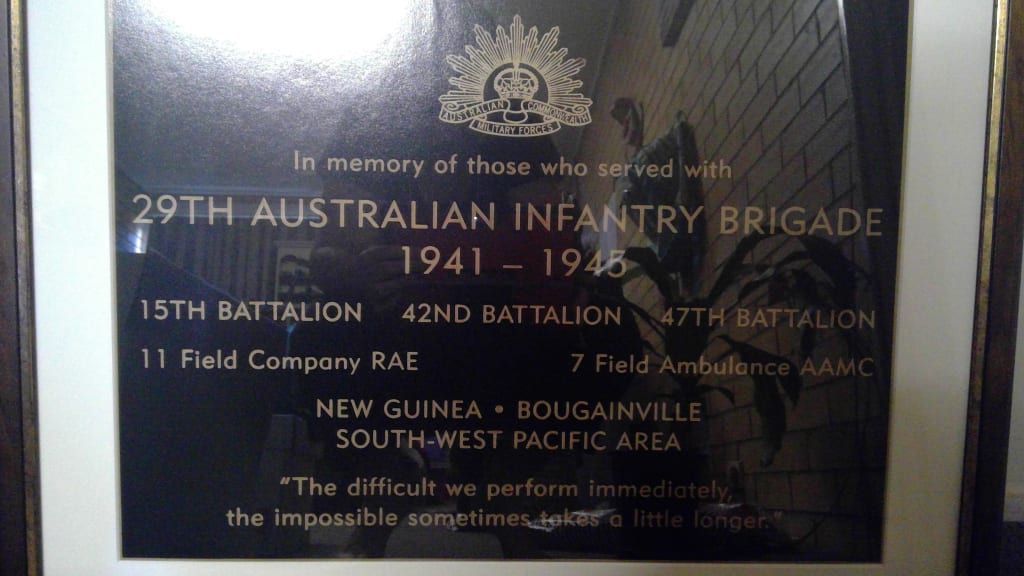 AUSTRALIAN COMMONWEALTH
MILITARY FORCES
In memory of those who served with
29TH AUSTRALIAN INFANTRY BRIGADE
1941 – 1945
15TH BATTALION 42ND BATTALION 47TH BATTALION
11 Field Company RAE 7 Field Ambulance AAMC
NEW GUINEA • BOUGAINVILLE
SOUTH-WEST PACIFIC AREA
"The difficult we perform immediately,
the impossible sometimes takes a little longer."